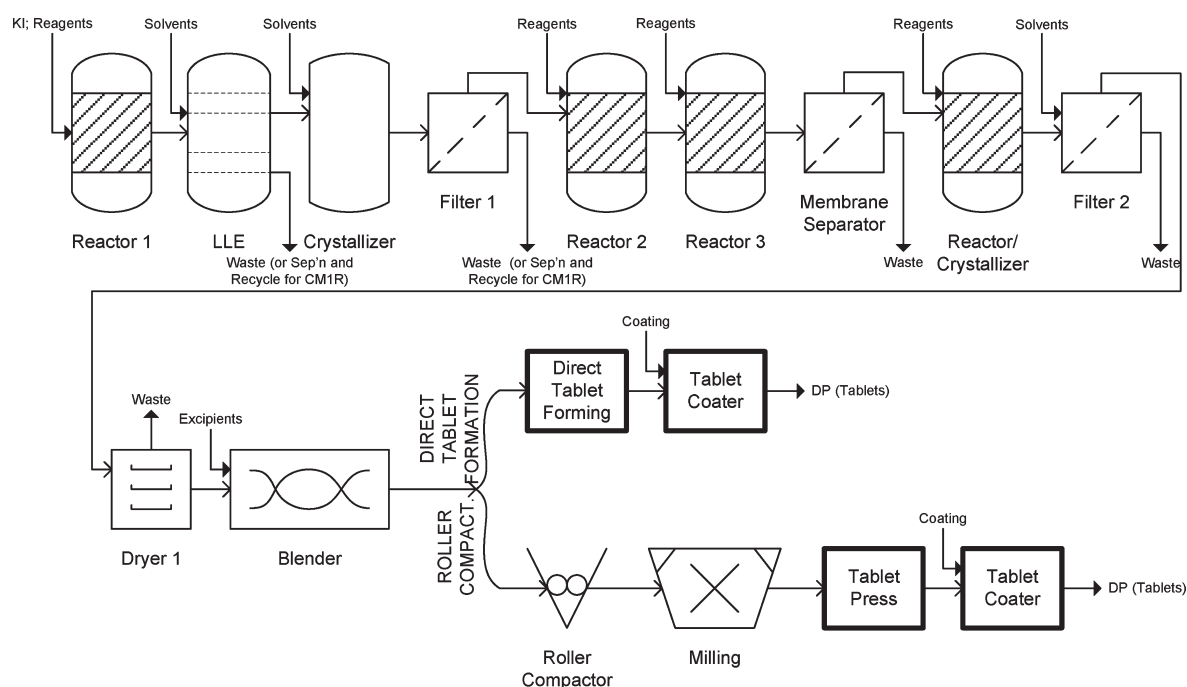 KI; Reagents
Solvents
Solvents
Reagents
Reagents
Reagents
Solvents
Reactor 1
LLE
Crystallizer
Filter 1
Reactor 2
Reactor 3
Membrane
Separator
Reactor/
Crystallizer
Filter 2
Waste (or Sep'n and
Recycle for CM1R)
Waste (or Sep'n and
Recycle for CM1R)
Waste
Waste
Waste
Excipients
Dryer 1
Blender
DIRECT
TABLET
FORMATION
ROLLER
COMPACT.
Coating
Direct
Tablet
Forming
Tablet
Coater
DP (Tablets)
Roller
Compactor
Milling
Coating
Tablet
Press
Tablet
Coater
DP (Tablets)